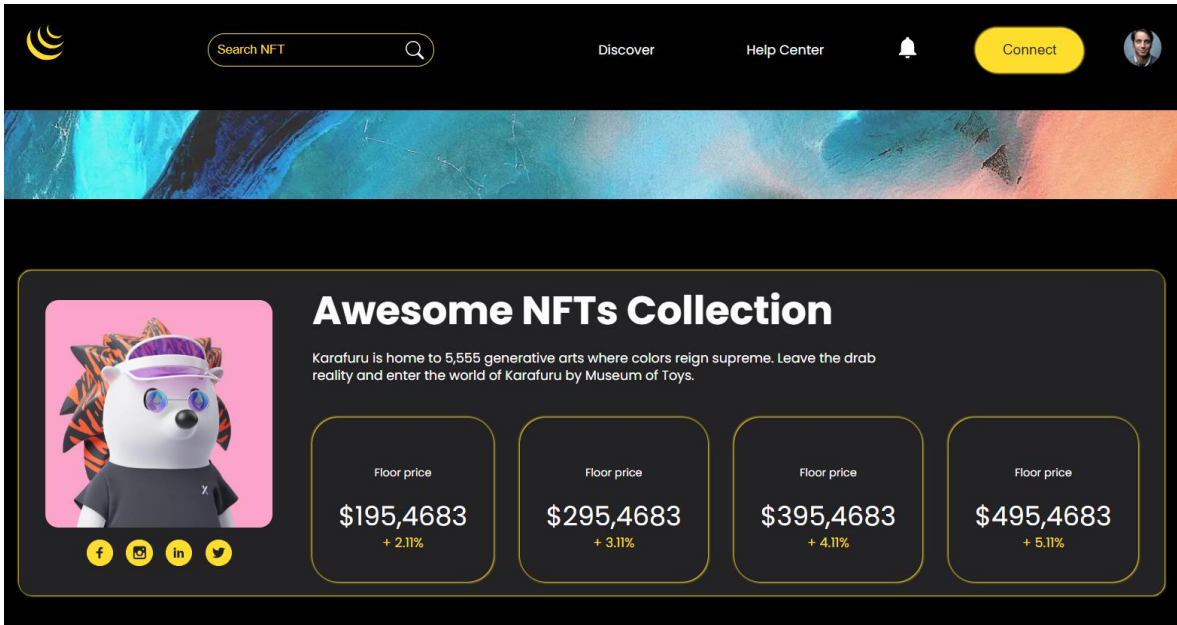 Search NFT
Discover
Help Center
Connect
Awesome NFTs Collection
Karafuru is home to 5,555 generative arts where colors reign supreme. Leave the drab
reality and enter the world of Karafuru by Museum of Toys.
Floor price
$195,4683
+ 2.11%
Floor price
$295,4683
+ 3.11%
Floor price
$395,4683
+ 4.11%
Floor price
$495,4683
+ 5.11%
X
f
in